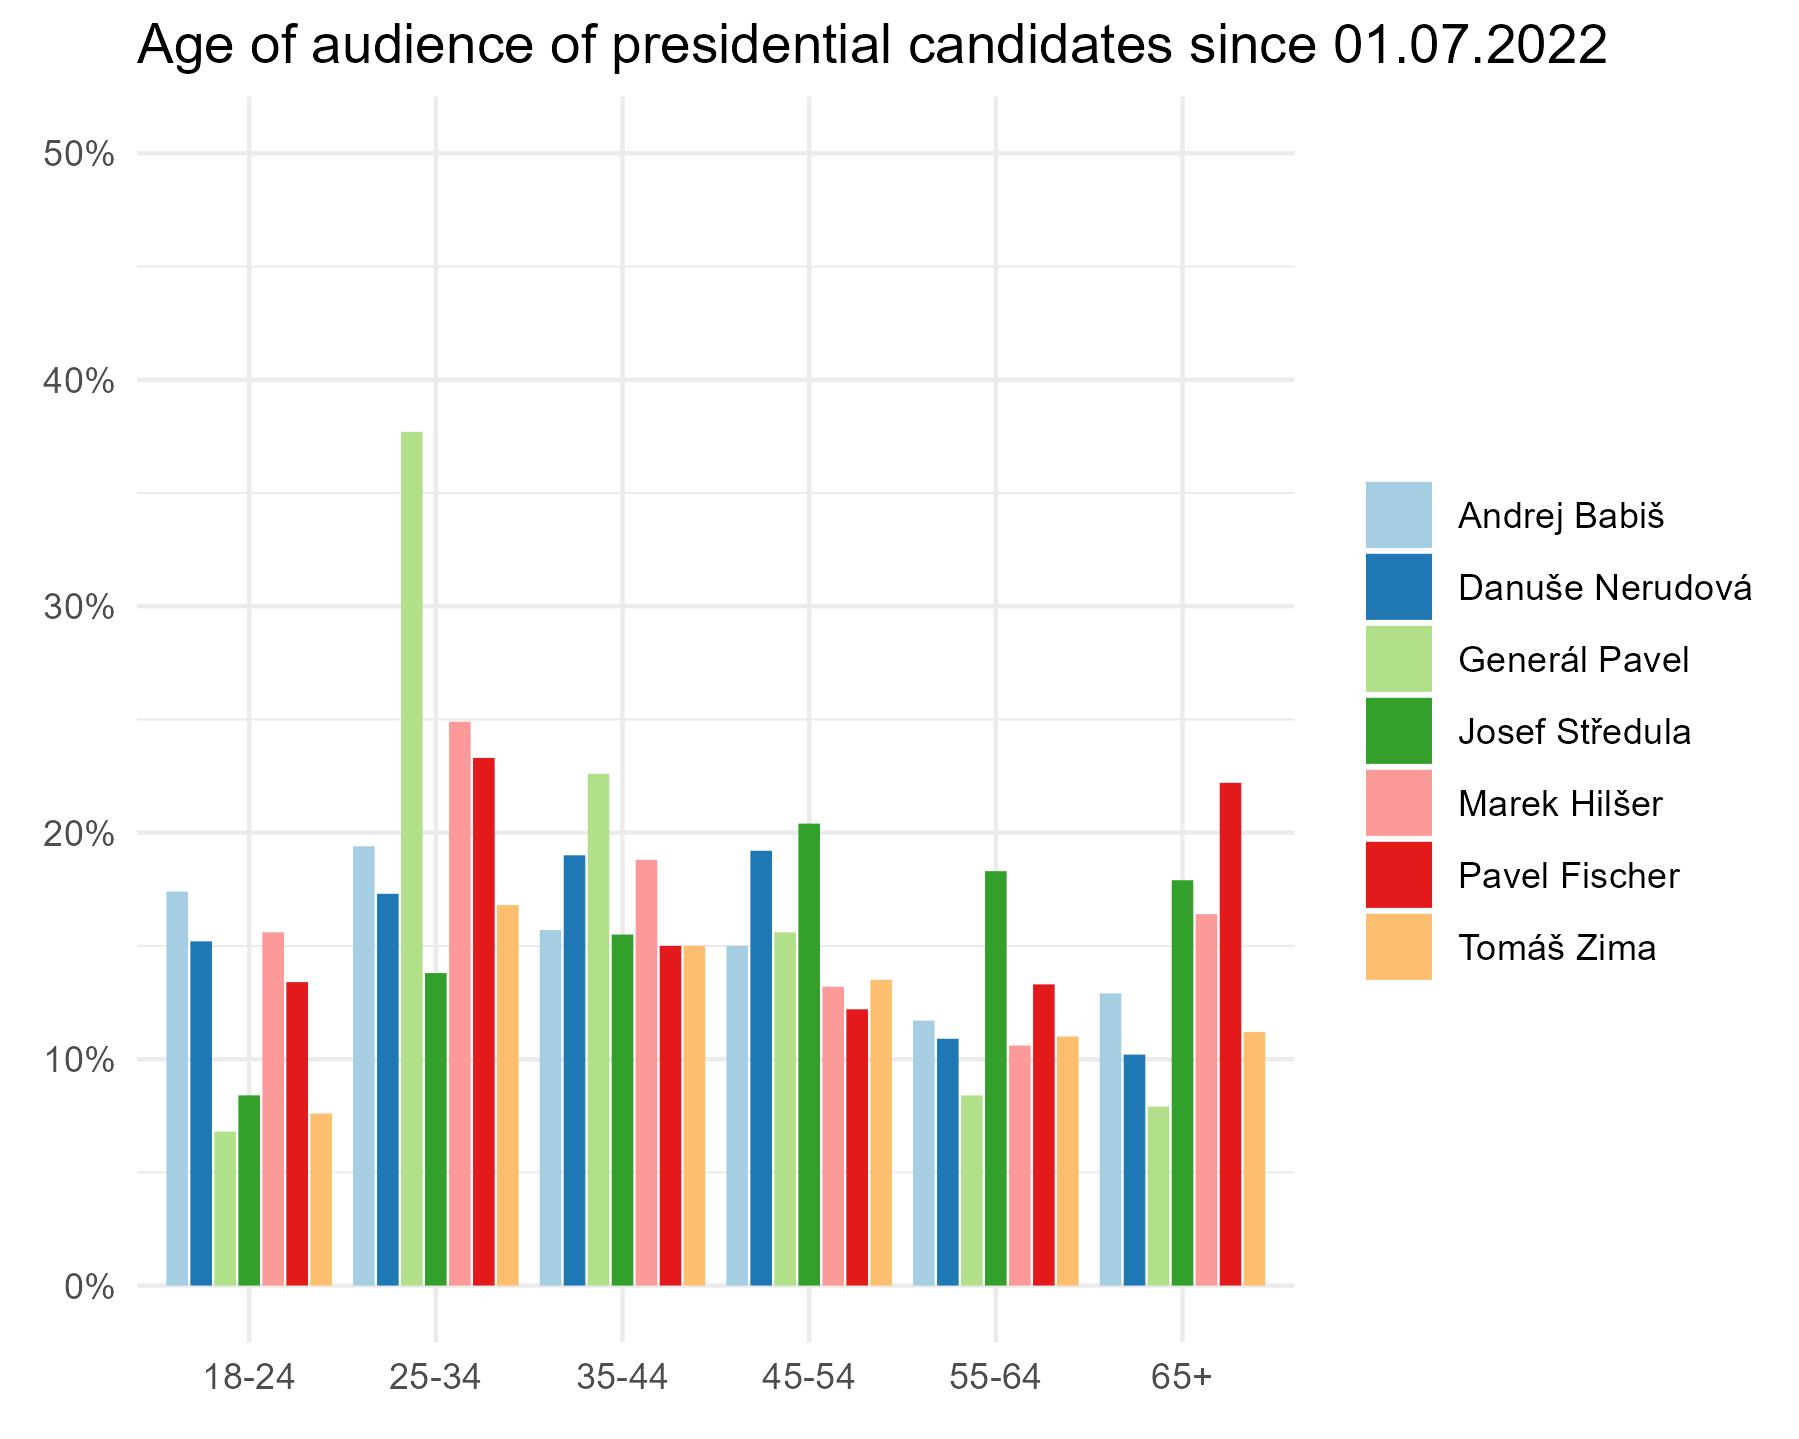 Age of audience of presidential candidates since 01.07.2022
50%
40%
30%
20%
10%
0%
18-24 25-34 35-44 45-54 55-64 65+
Andrej Babiš
Danuše Nerudová
Generál Pavel
Josef Středula
Marek Hilšer
Pavel Fischer
Tomáš Zima